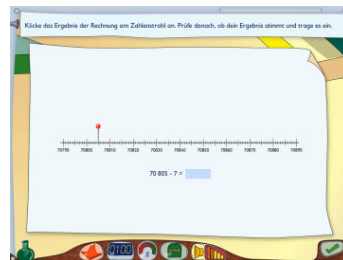 Klicke das Ergebnis der Rechnung am Zahlenstrahl an. Prüfe danach, ob dein Ergebnis stimmt und trage es ein.
70790 70800 70810 70820 70830 70840 70850 70860 70870 70880 70890
70 805 - 7 =